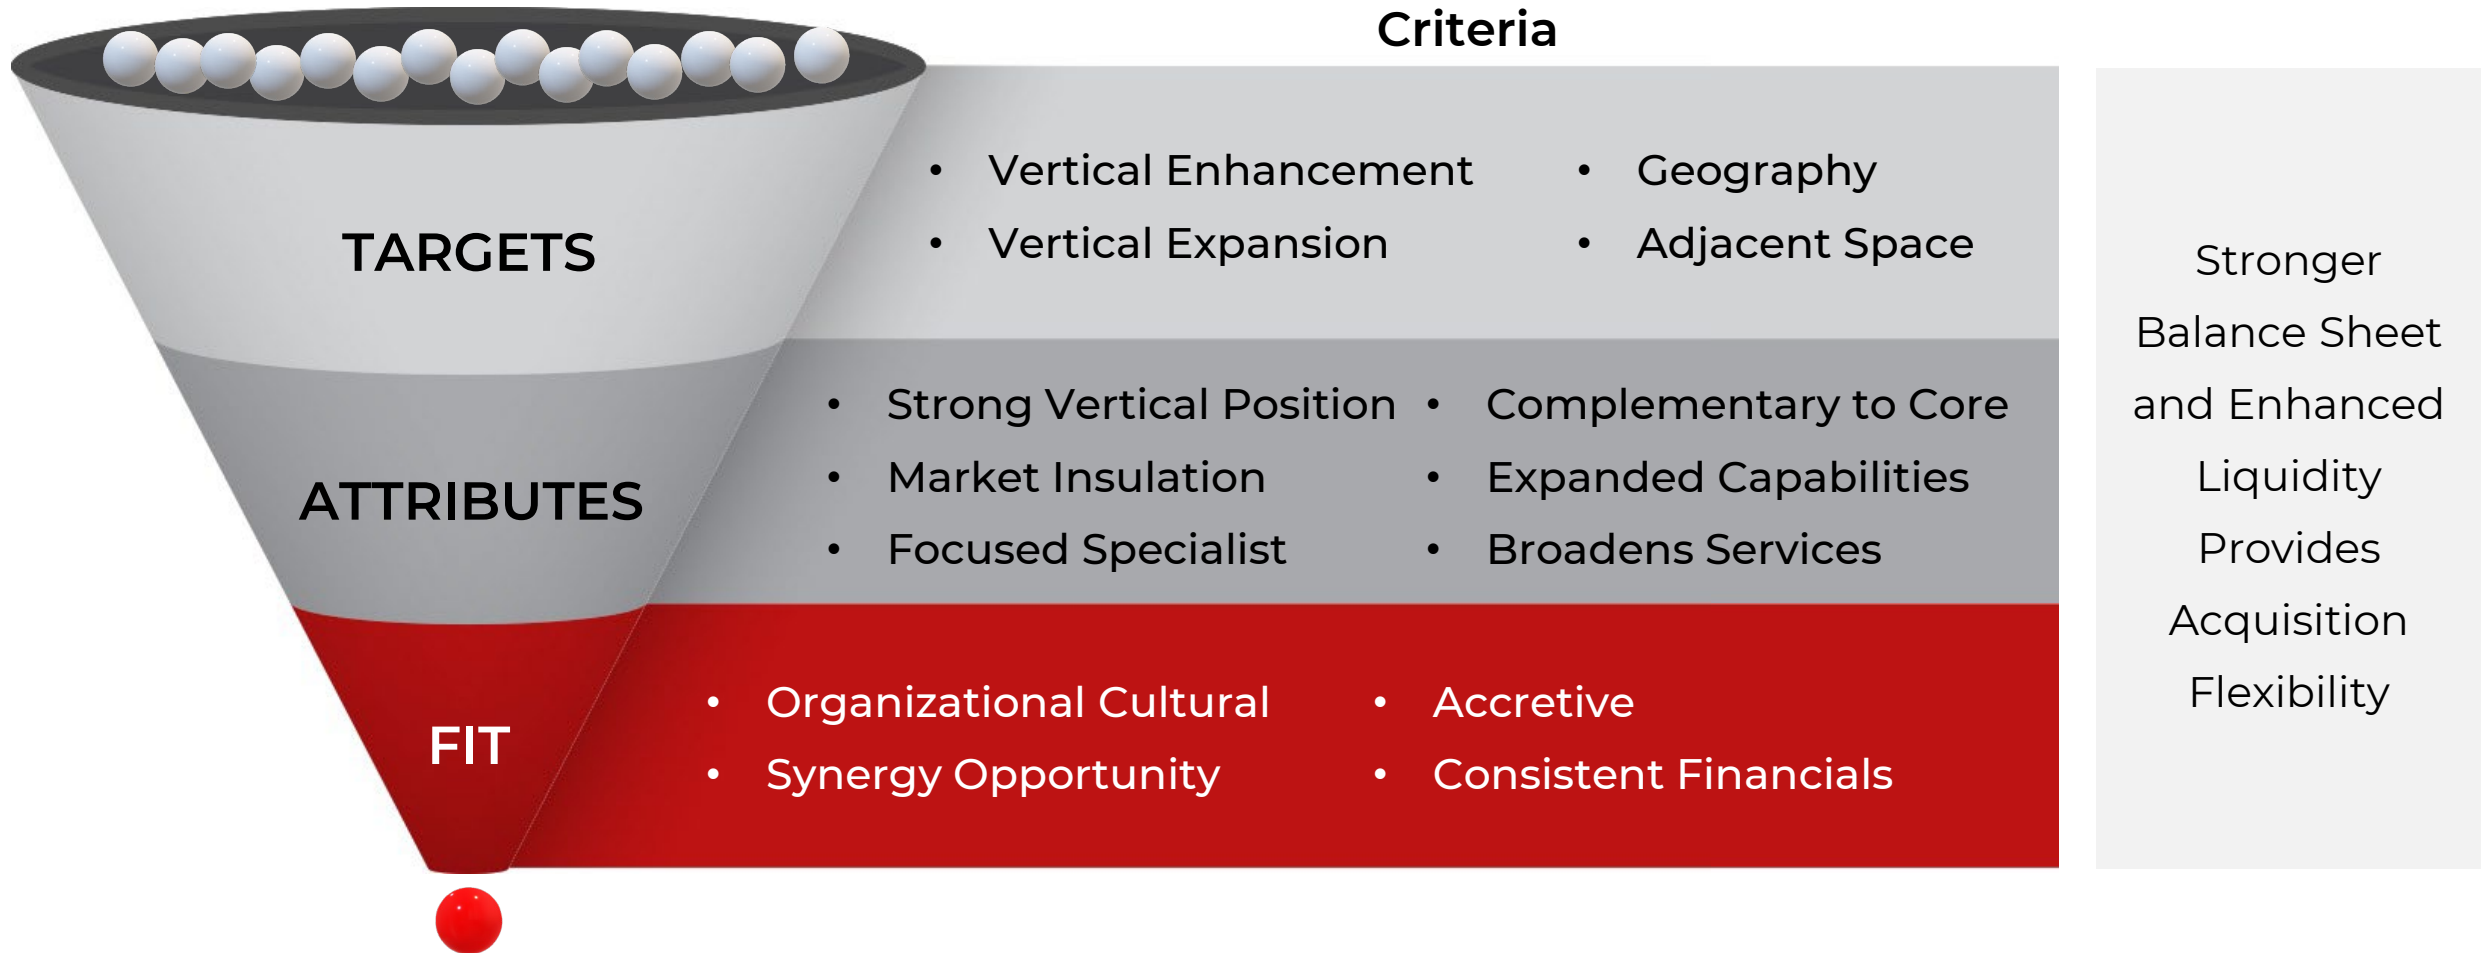 Criteria
TARGETS
• Vertical Enhancement
• Vertical Expansion
• Geography
• Adjacent Space
ATTRIBUTES
• Strong Vertical Position
• Market Insulation
• Focused Specialist
• Complementary to Core
• Expanded Capabilities
• Broadens Services
FIT
• Organizational Cultural
• Synergy Opportunity
• Accretive
• Consistent Financials
Stronger
Balance Sheet
and Enhanced
Liquidity
Provides
Acquisition
Flexibility